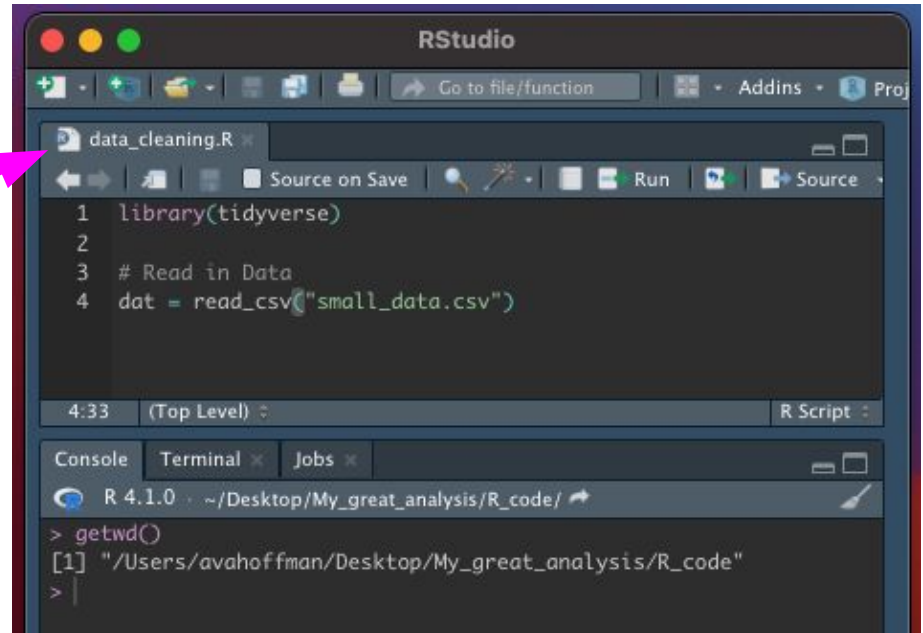 RStudio
Go to file/function Addins Proj
data_cleaning.R
Source on Save Run Source
1 library(tidyverse)
2
3 # Read in Data
4 dat = read_csv("small_data.csv")
4:33 (Top Level) R Script
Console Terminal Jobs
R 4.1.0 · ~/Desktop/My_great_analysis/R_code/
> getwd()
[1] "/Users/avahoffman/Desktop/My_great_analysis/R_code"
>